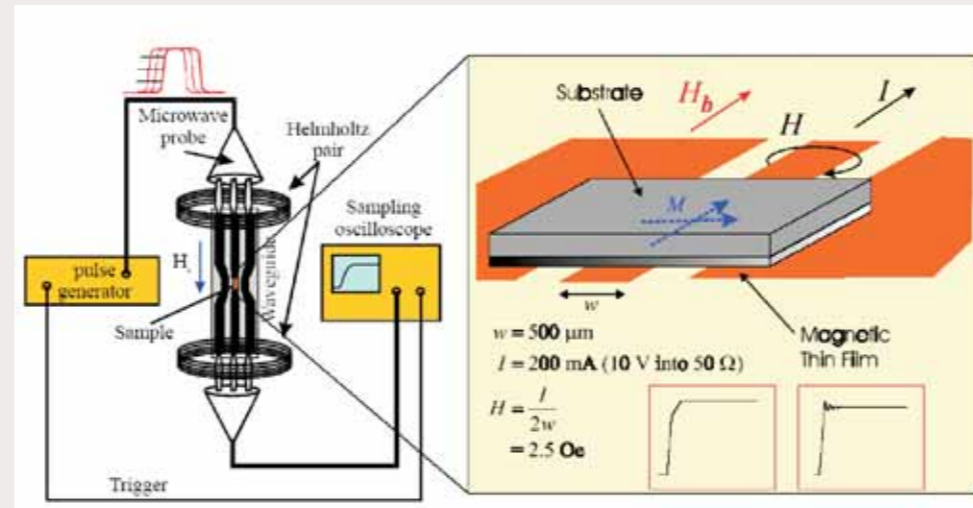 Microwave
probe
Helmholtz
pair
Sampling
oscilloscope
pulse
generator
Waveguide
Sample
Trigger
Substrate
H_b
I
H
M
w
w = 500 μm
I = 200 mA (10 V into 50 Ω)
H = I / 2w
= 2.5 Oe
Magnetic
Thin Film